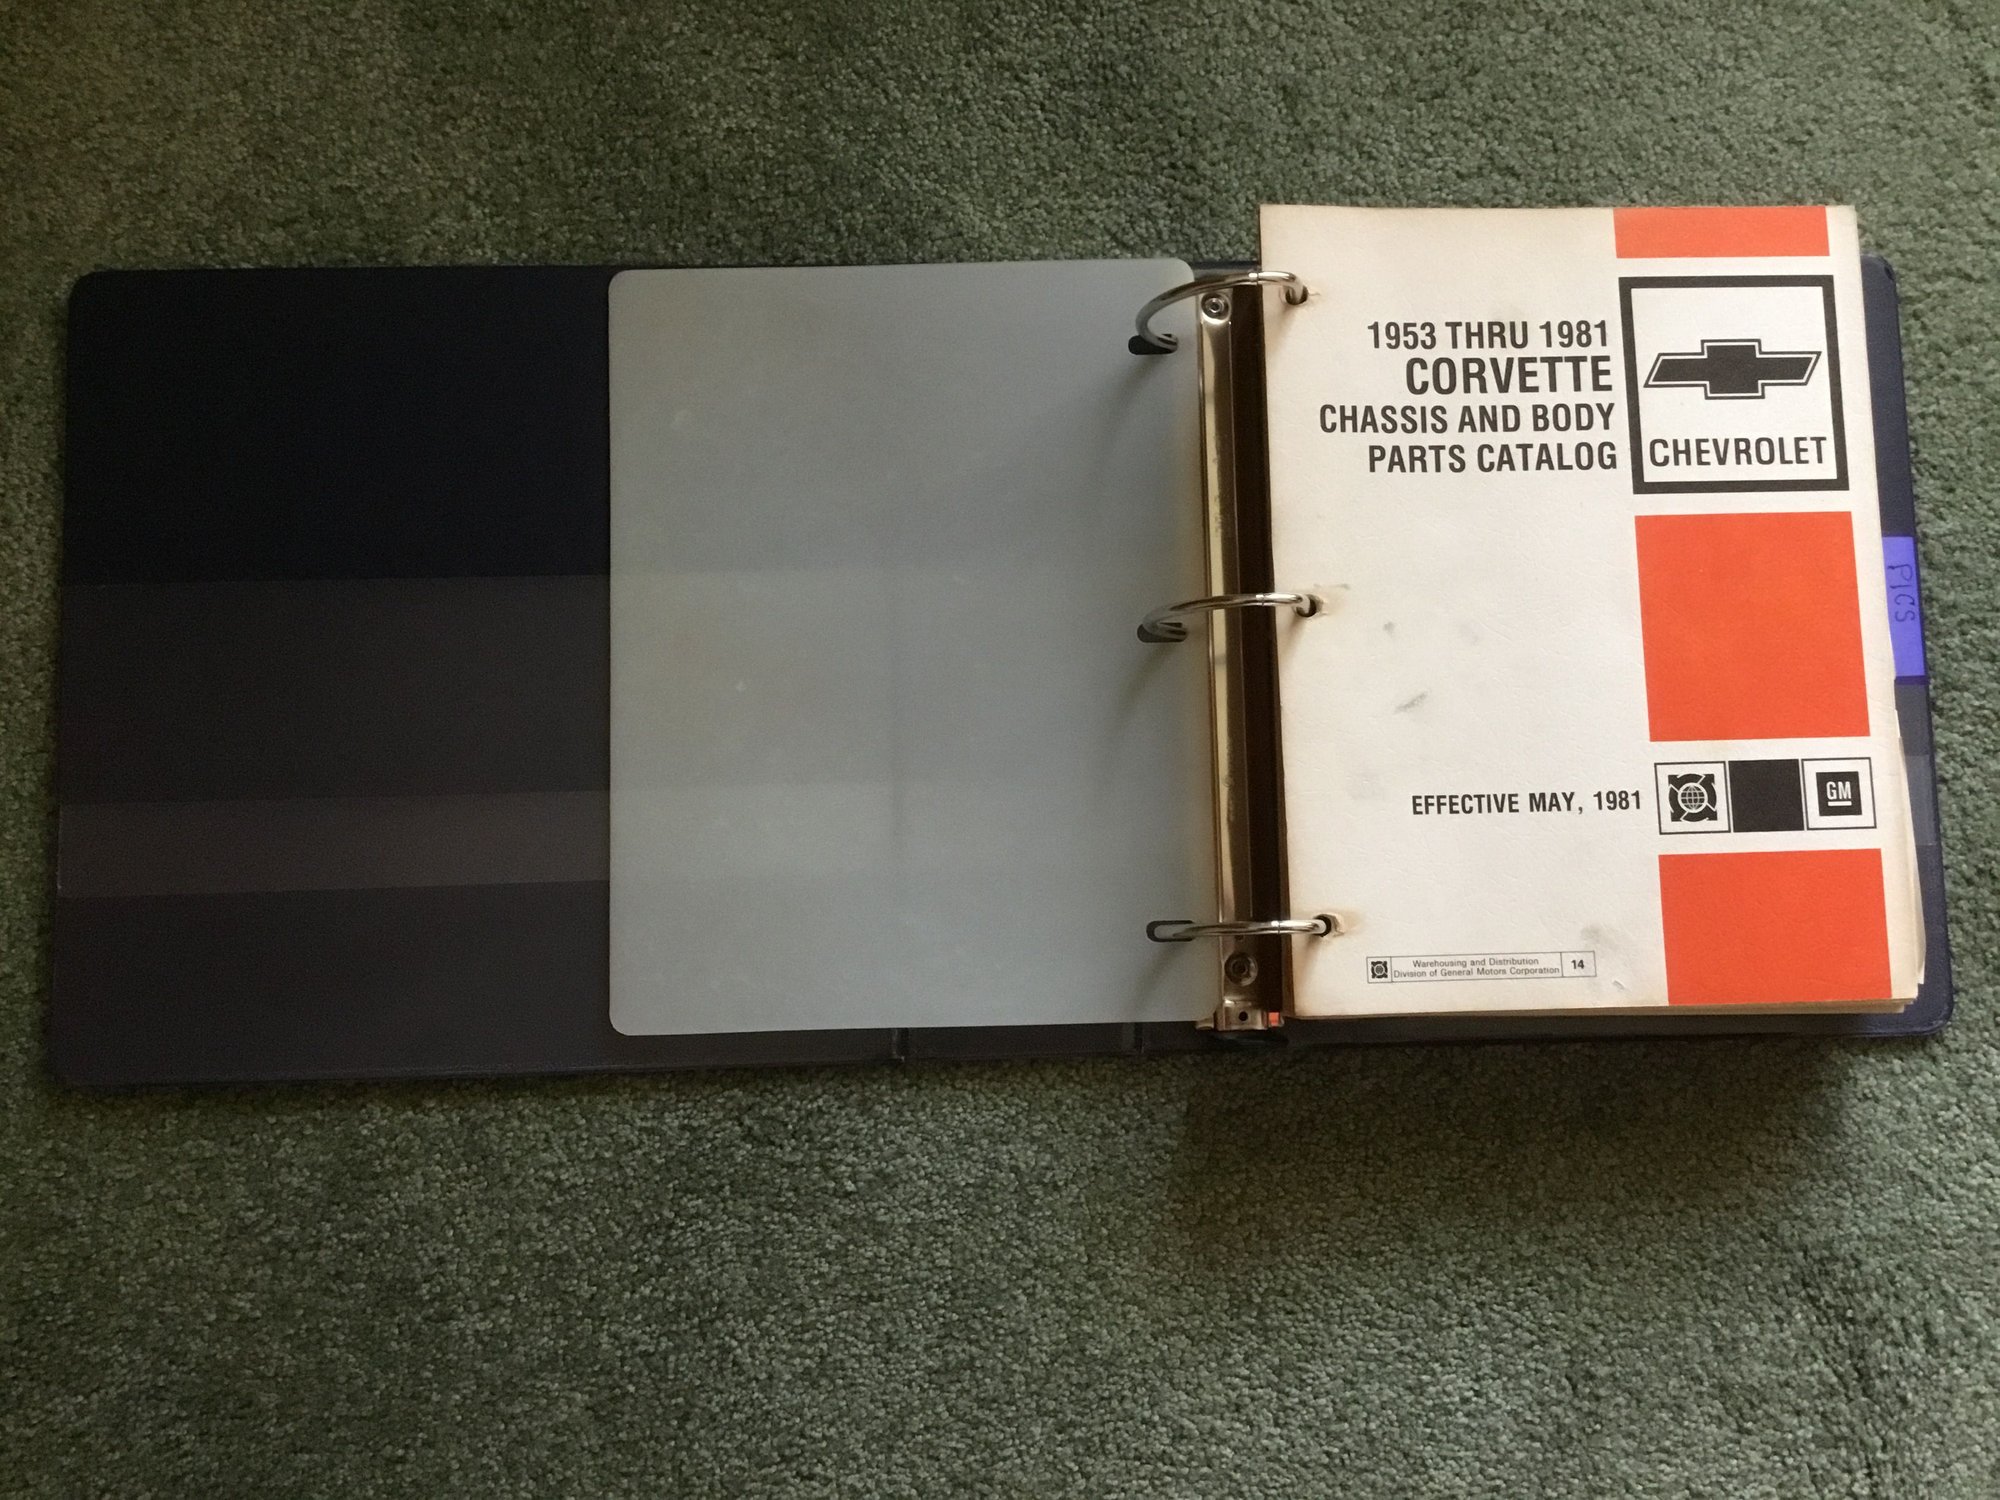 1953 THRU 1981
CORVETTE
CHASSIS AND BODY
PARTS CATALOG
CHEVROLET
PICS
EFFECTIVE MAY, 1981
GM
Warehousing and Distribution
Division of General Motors Corporation
14